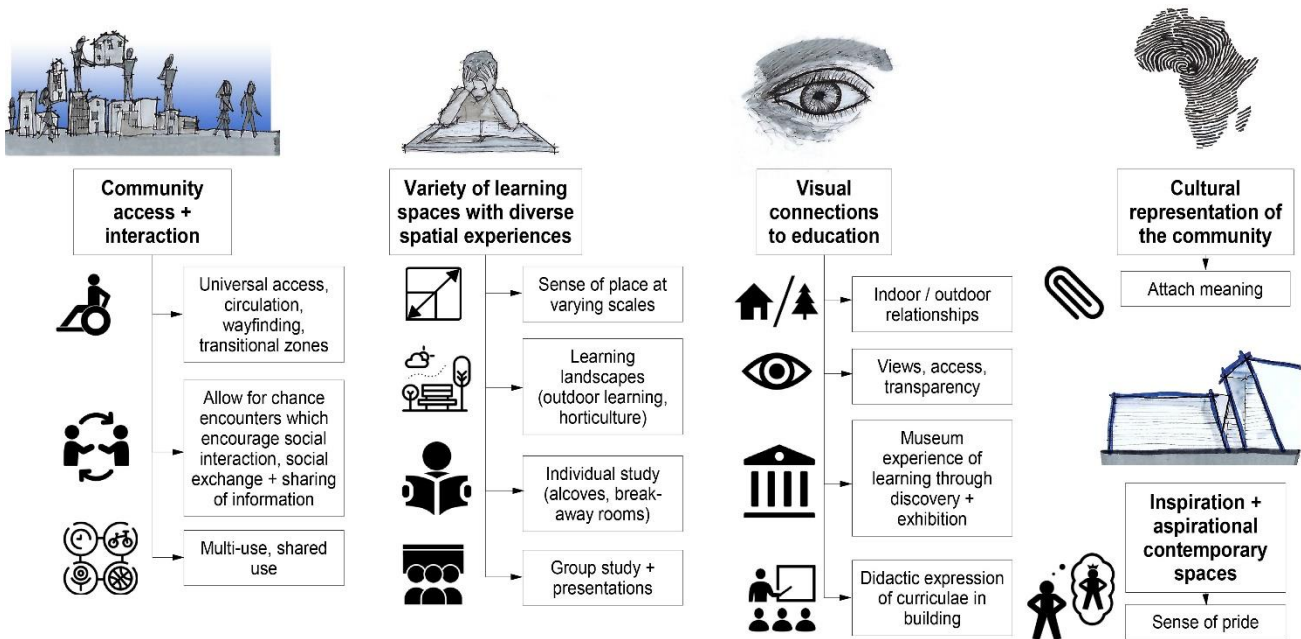 Community
access +
interaction
Universal access,
circulation,
wayfinding,
transitional zones
Allow for chance
encounters which
encourage social
interaction, social
exchange + sharing
of information
Multi-use, shared
use
Variety of learning
spaces with diverse
spatial experiences
Sense of place at
varying scales
Learning
landscapes
(outdoor learning,
horticulture)
Individual study
(alcoves, break-
away rooms)
Group study +
presentations
Visual
connections
to education
Indoor / outdoor
relationships
Views, access,
transparency
Museum
experience of
learning through
discovery +
exhibition
Didactic expression
of curriculae in
building
Cultural
representation of
the community
Attach meaning
Inspiration +
aspirational
contemporary
spaces
Sense of pride